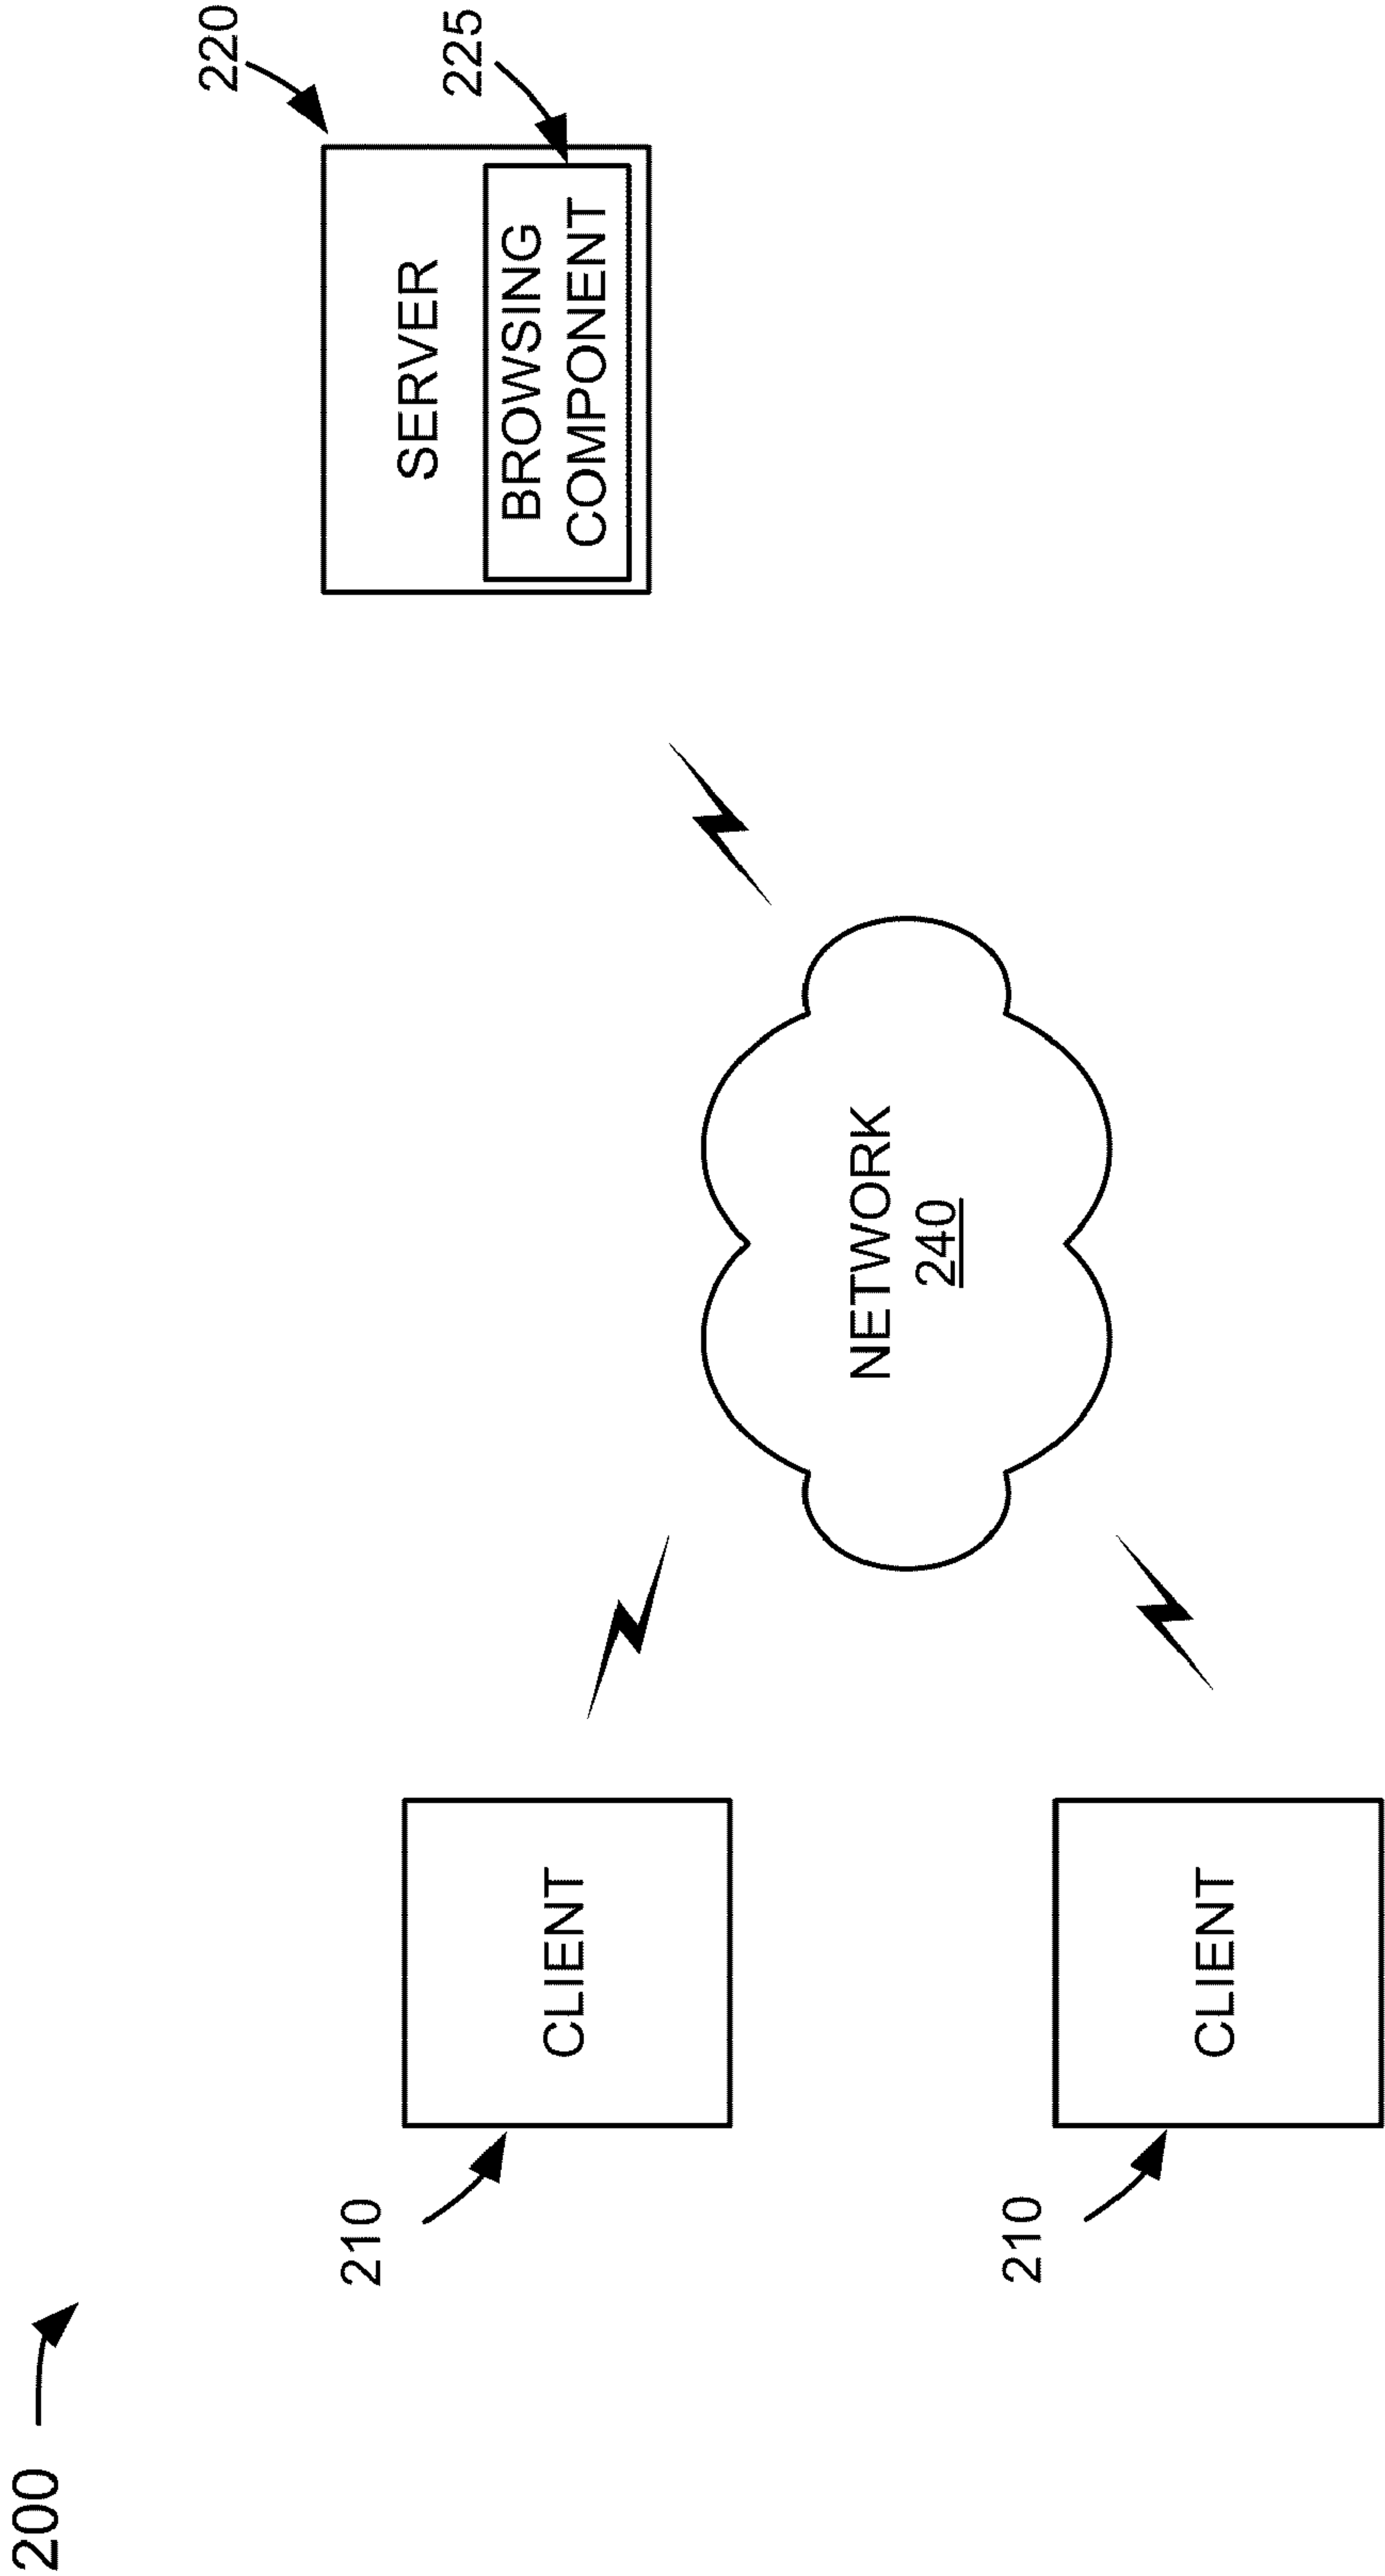 200
210
CLIENT
210
CLIENT
NETWORK
240
220
SERVER
225
BROWSING
COMPONENT